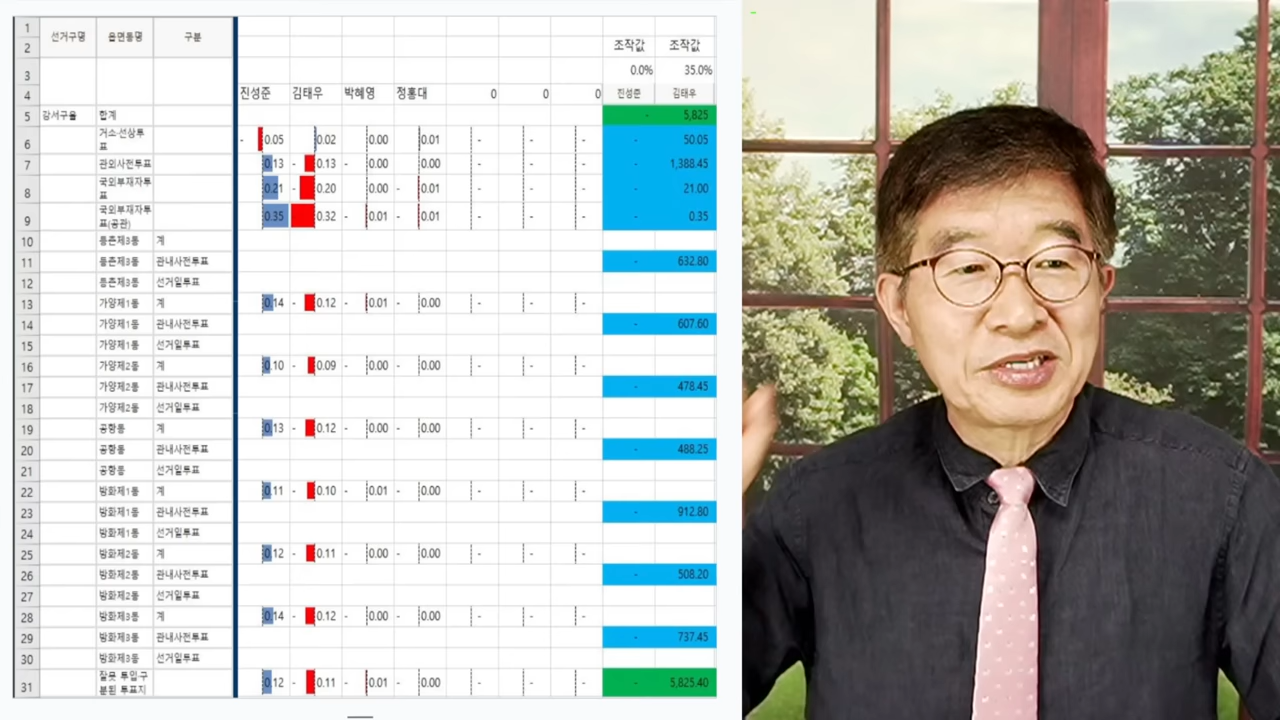 1
선거구명 읍면동명 구분
2 조작값 조작값
3 0.0% 35.0%
4 진성준 김태우 박혜영 정홍대 0 0 0 진성준 김태우
5 강서구을 합계 - 5,825
6 거소·선상투
표 - 0.05 0.02 0.00 0.01 - - - - 50.05
7 관외사전투표 0.13 - 0.13 - 0.00 - 0.00 - - - - 1,388.45
8 국외부재자투
표 0.21 - 0.20 0.00 - 0.01 - - - - 21.00
9 국외부재자투
표(공관) 0.35 0.32 - 0.01 - 0.01 - - - - 0.35
10 등촌제3동 계
11 등촌제3동 관내사전투표 - 632.80
12 등촌제3동 선거일투표
13 가양제1동 계 0.14 - 0.12 - 0.01 - 0.00 - - -
14 가양제1동 관내사전투표 - 607.60
15 가양제1동 선거일투표
16 가양제2동 계 0.10 - 0.09 - 0.00 - 0.00 - - -
17 가양제2동 관내사전투표 - 478.45
18 가양제2동 선거일투표
19 공항동 계 0.13 - 0.12 - 0.00 - 0.00 - - -
20 공항동 관내사전투표 - 488.25
21 공항동 선거일투표
22 방화제1동 계 0.11 - 0.10 - 0.01 - 0.00 - - -
23 방화제1동 관내사전투표 - 912.80
24 방화제1동 선거일투표
25 방화제2동 계 0.12 - 0.11 - 0.00 - 0.00 - - -
26 방화제2동 관내사전투표 - 508.20
27 방화제2동 선거일투표
28 방화제3동 계 0.14 - 0.12 - 0.00 - 0.00 - - -
29 방화제3동 관내사전투표 - 737.45
30 방화제3동 선거일투표
31 잘못 투입·구
분된 투표지 0.12 - 0.11 - 0.01 - 0.00 - - - - 5,825.40